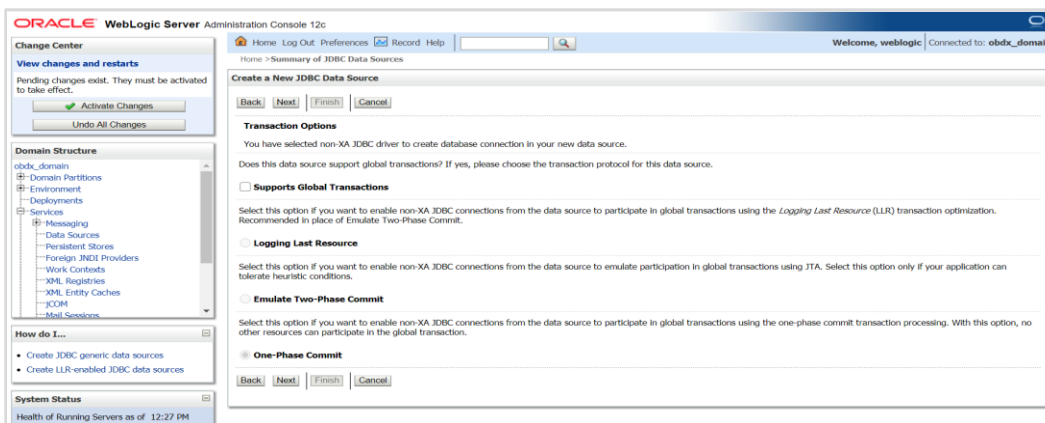 ORACLE WebLogic Server Administration Console 12c
Change Center
View changes and restarts
Pending changes exist. They must be activated
to take effect.
Activate Changes
Undo All Changes
Domain Structure
obdx_domain
Domain Partitions
Environment
Deployments
Services
Messaging
Data Sources
Persistent Stores
Foreign JNDI Providers
Work Contexts
XML Registries
XML Entity Caches
jCOM
Mail Sessions
How do I...
Create JDBC generic data sources
Create LLR-enabled JDBC data sources
System Status
Health of Running Servers as of 12:27 PM
Home Log Out Preferences Record Help
Welcome, weblogic Connected to: obdx_domai
Home >Summary of JDBC Data Sources
Create a New JDBC Data Source
Back Next Finish Cancel
Transaction Options
You have selected non-XA JDBC driver to create database connection in your new data source.
Does this data source support global transactions? If yes, please choose the transaction protocol for this data source.
Supports Global Transactions
Select this option if you want to enable non-XA JDBC connections from the data source to participate in global transactions using the Logging Last Resource (LLR) transaction optimization.
Recommended in place of Emulate Two-Phase Commit.
Logging Last Resource
Select this option if you want to enable non-XA JDBC connections from the data source to emulate participation in global transactions using JTA. Select this option only if your application can
tolerate heuristic conditions.
Emulate Two-Phase Commit
Select this option if you want to enable non-XA JDBC connections from the data source to participate in global transactions using the one-phase commit transaction processing. With this option, no
other resources can participate in the global transaction.
One-Phase Commit
Back Next Finish Cancel